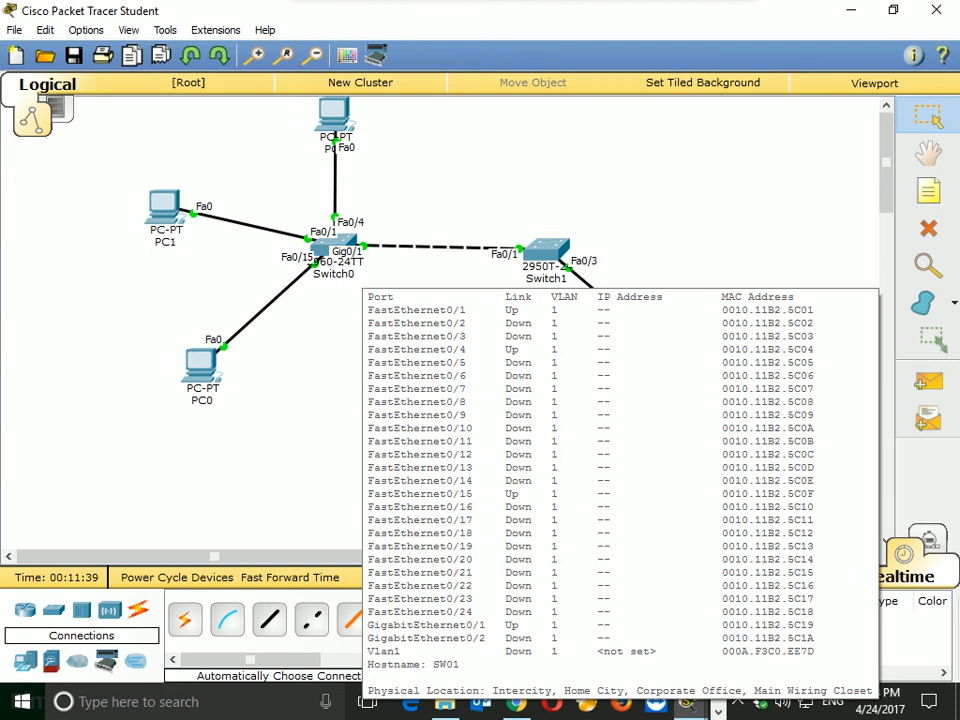 Cisco Packet Tracer Student
File Edit Options View Tools Extensions Help
Logical [Root] New Cluster Move Object Set Tiled Background Viewport
PC-PT
Fa0
Fa0
PC-PT
PC1
Fa0/4
Fa0/1
Gig0/1
Fa0/15
960-24TT
Switch0
Fa0/1
2950T-2
Switch1
Fa0/3
Fa0
PC-PT
PC0
Port Link VLAN IP Address MAC Address
FastEthernet0/1 Up 1 -- 0010.11B2.5C01
FastEthernet0/2 Down 1 -- 0010.11B2.5C02
FastEthernet0/3 Down 1 -- 0010.11B2.5C03
FastEthernet0/4 Up 1 -- 0010.11B2.5C04
FastEthernet0/5 Down 1 -- 0010.11B2.5C05
FastEthernet0/6 Down 1 -- 0010.11B2.5C06
FastEthernet0/7 Down 1 -- 0010.11B2.5C07
FastEthernet0/8 Down 1 -- 0010.11B2.5C08
FastEthernet0/9 Down 1 -- 0010.11B2.5C09
FastEthernet0/10 Down 1 -- 0010.11B2.5C0A
FastEthernet0/11 Down 1 -- 0010.11B2.5C0B
FastEthernet0/12 Down 1 -- 0010.11B2.5C0C
FastEthernet0/13 Down 1 -- 0010.11B2.5C0D
FastEthernet0/14 Down 1 -- 0010.11B2.5C0E
FastEthernet0/15 Up 1 -- 0010.11B2.5C0F
FastEthernet0/16 Down 1 -- 0010.11B2.5C10
FastEthernet0/17 Down 1 -- 0010.11B2.5C11
FastEthernet0/18 Down 1 -- 0010.11B2.5C12
FastEthernet0/19 Down 1 -- 0010.11B2.5C13
FastEthernet0/20 Down 1 -- 0010.11B2.5C14
FastEthernet0/21 Down 1 -- 0010.11B2.5C15
FastEthernet0/22 Down 1 -- 0010.11B2.5C16
FastEthernet0/23 Down 1 -- 0010.11B2.5C17
FastEthernet0/24 Down 1 -- 0010.11B2.5C18
GigabitEthernet0/1 Up 1 -- 0010.11B2.5C19
GigabitEthernet0/2 Down 1 -- 0010.11B2.5C1A
Vlan1 Down 1 <not set> 000A.F3C0.EE7D
Hostname: SW01
Physical Location: Intercity, Home City, Corporate Office, Main Wiring Closet
Time: 00:11:39 Power Cycle Devices Fast Forward Time
ealtime
Connections
ype Color
Automatically Choose Connect
Type here to search
ENG
PM
4/24/2017